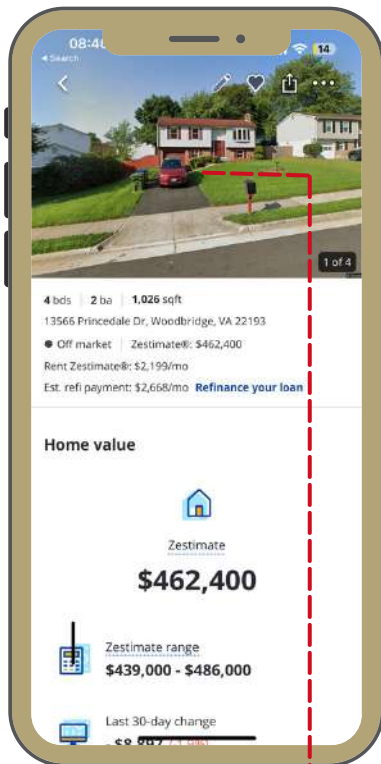 08:40
14
Search
1 of 4
4 bds 2 ba 1,026 sqft
13566 Princedale Dr, Woodbridge, VA 22193
Off market Zestimate®: $462,400
Rent Zestimate®: $2,199/mo
Est. refi payment: $2,668/mo Refinance your loan
Home value
Zestimate
$462,400
Zestimate range
$439,000 - $486,000
Last 30-day change